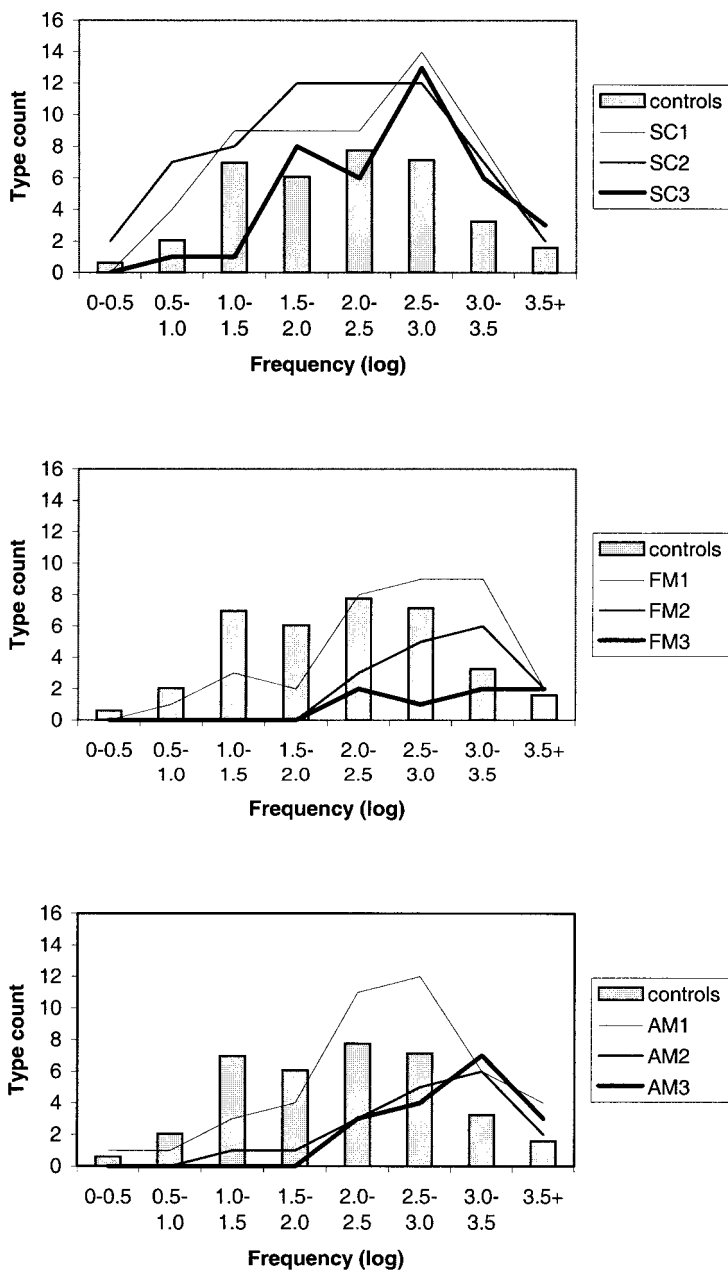 16
14
12
10
8
6
4
2
0
Type count
0-0.5 0.5- 1.0- 1.5- 2.0- 2.5- 3.0- 3.5+
1.0 1.5 2.0 2.5 3.0 3.5
Frequency (log)
controls
SC1
SC2
SC3
16
14
12
10
8
6
4
2
0
Type count
0-0.5 0.5- 1.0- 1.5- 2.0- 2.5- 3.0- 3.5+
1.0 1.5 2.0 2.5 3.0 3.5
Frequency (log)
controls
FM1
FM2
FM3
16
14
12
10
8
6
4
2
0
Type count
0-0.5 0.5- 1.0- 1.5- 2.0- 2.5- 3.0- 3.5+
1.0 1.5 2.0 2.5 3.0 3.5
Frequency (log)
controls
AM1
AM2
AM3